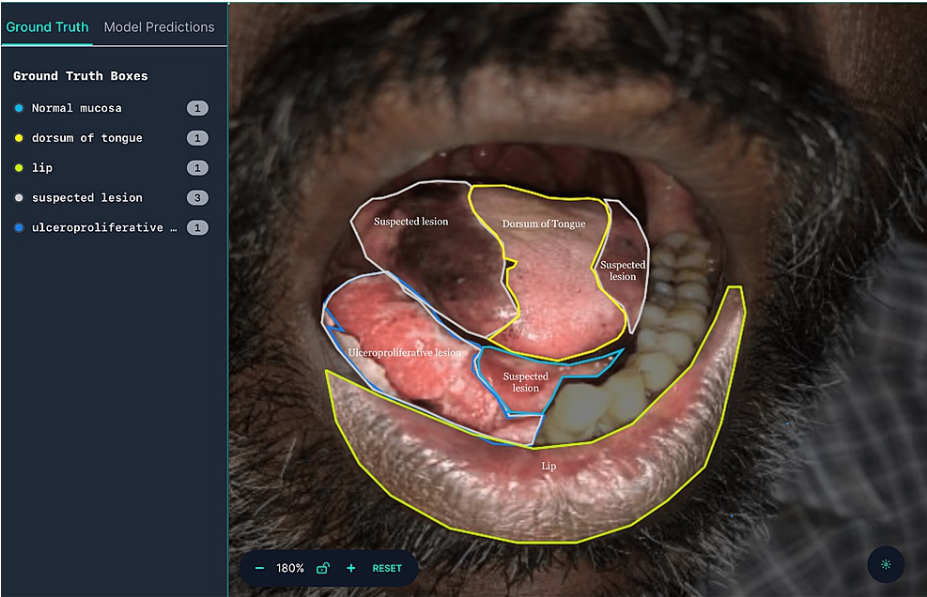 Ground Truth Model Predictions
Ground Truth Boxes
Normal mucosa 1
dorsum of tongue 1
lip 1
suspected lesion 3
ulceroproliferative … 1
Suspected lesion
Dorsum of Tongue
Suspected
lesion
Ulceroproliferative lesion
Suspected
lesion
Lip
− 180% + RESET